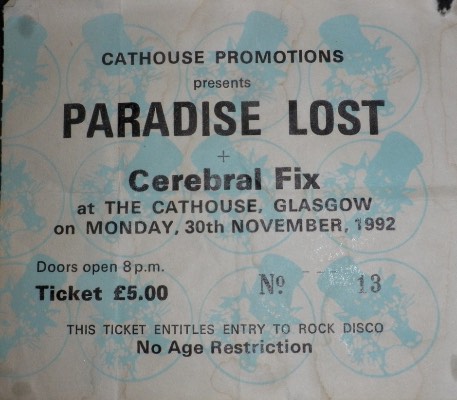 CATHOUSE PROMOTIONS
presents
PARADISE LOST
+
Cerebral Fix
at THE CATHOUSE, GLASGOW
on MONDAY, 30th NOVEMBER, 1992
Doors open 8 p.m.
Ticket £5.00
Nº 13
THIS TICKET ENTITLES ENTRY TO ROCK DISCO
No Age Restriction